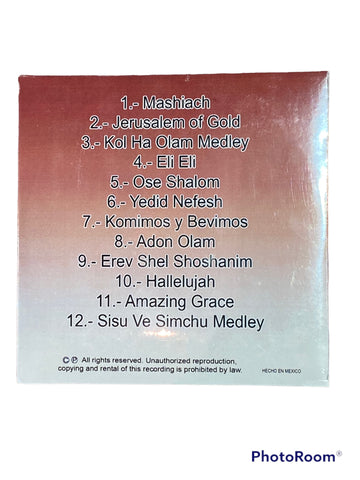 1.- Mashiach
2.- Jerusalem of Gold
3.- Kol Ha Olam Medley
4.- Eli Eli
5.- Ose Shalom
6.- Yedid Nefesh
7.- Komimos y Bevimos
8.- Adon Olam
9.- Erev Shel Shoshanim
10.- Hallelujah
11.- Amazing Grace
12.- Sisu Ve Simchu Medley
© ℗ All rights reserved. Unauthorized reproduction,
copying and rental of this recording is prohibited by law.
HECHO EN MEXICO
PhotoRoom®